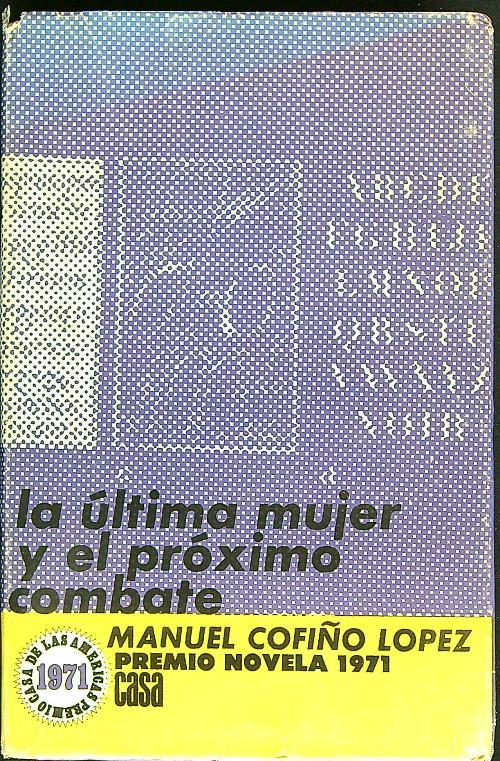 la última mujer
y el próximo
combate
MANUEL COFIÑO LOPEZ
PREMIO NOVELA 1971
casa
PREMIO CASA DE LAS AMERICAS
1971